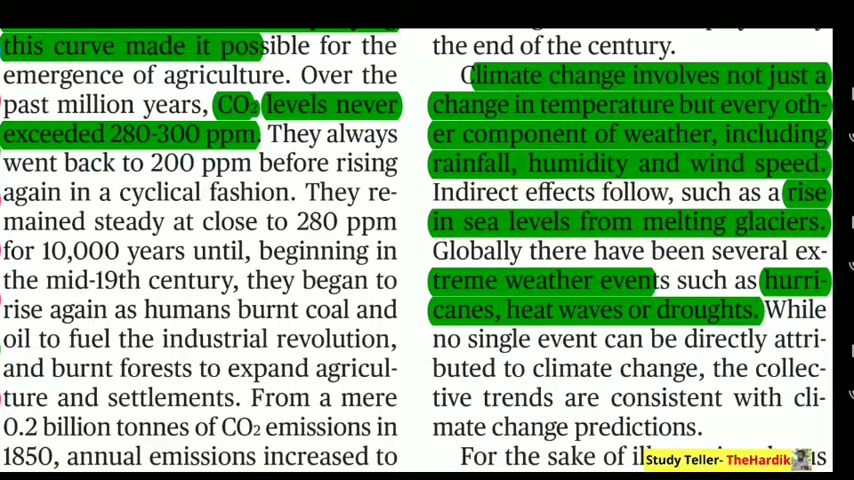 this curve made it possible for the
emergence of agriculture. Over the
past million years, CO2 levels never
exceeded 280-300 ppm. They always
went back to 200 ppm before rising
again in a cyclical fashion. They re-
mained steady at close to 280 ppm
for 10,000 years until, beginning in
the mid-19th century, they began to
rise again as humans burnt coal and
oil to fuel the industrial revolution,
and burnt forests to expand agricul-
ture and settlements. From a mere
0.2 billion tonnes of CO2 emissions in
1850, annual emissions increased to
the end of the century.
Climate change involves not just a
change in temperature but every oth-
er component of weather, including
rainfall, humidity and wind speed.
Indirect effects follow, such as a rise
in sea levels from melting glaciers.
Globally there have been several ex-
treme weather events such as hurri-
canes, heat waves or droughts. While
no single event can be directly attri-
buted to climate change, the collec-
tive trends are consistent with cli-
mate change predictions.
For the sake of
Study Teller- TheHardik